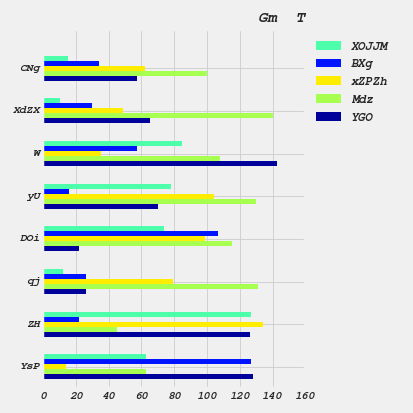 Gm T
XOJJM
BXg
xZPZh
Mdz
YGO
CNg
XdZX
W
yU
DOi
qj
ZH
YsP
0 20 40 60 80 100 120 140 160